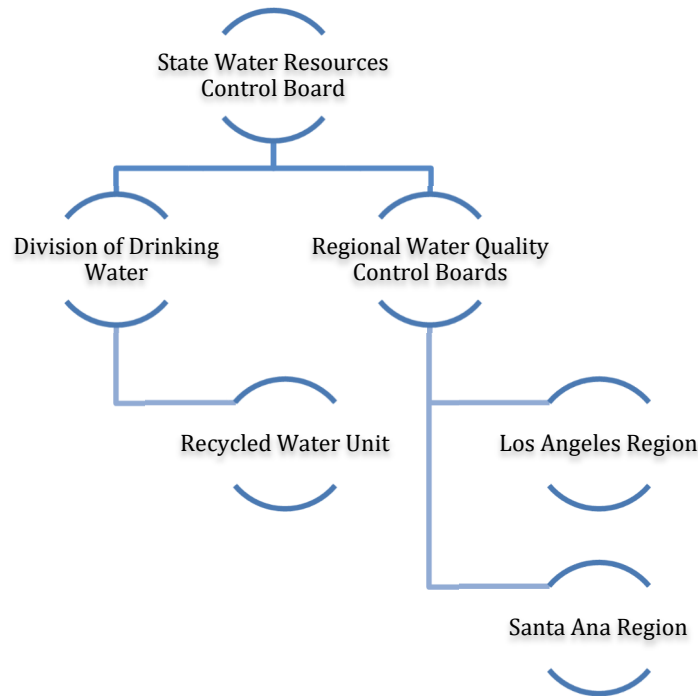 State Water Resources
Control Board
Division of Drinking
Water
Regional Water Quality
Control Boards
Recycled Water Unit
Los Angeles Region
Santa Ana Region